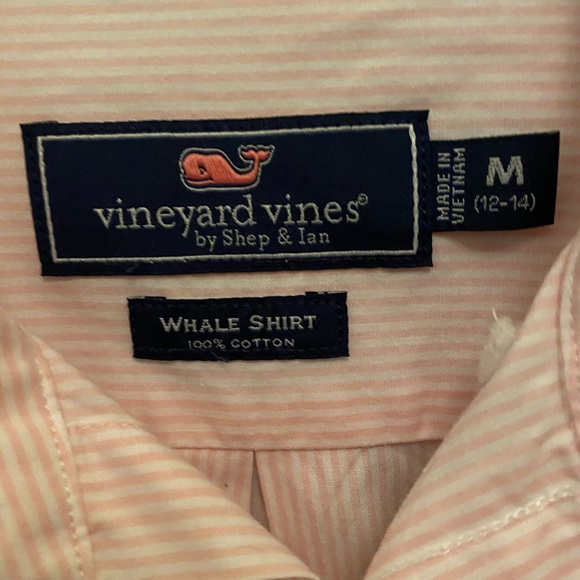 vineyard vines®
by Shep & Ian
MADE IN
VIETNAM
M
(12-14)
WHALE SHIRT
100% COTTON